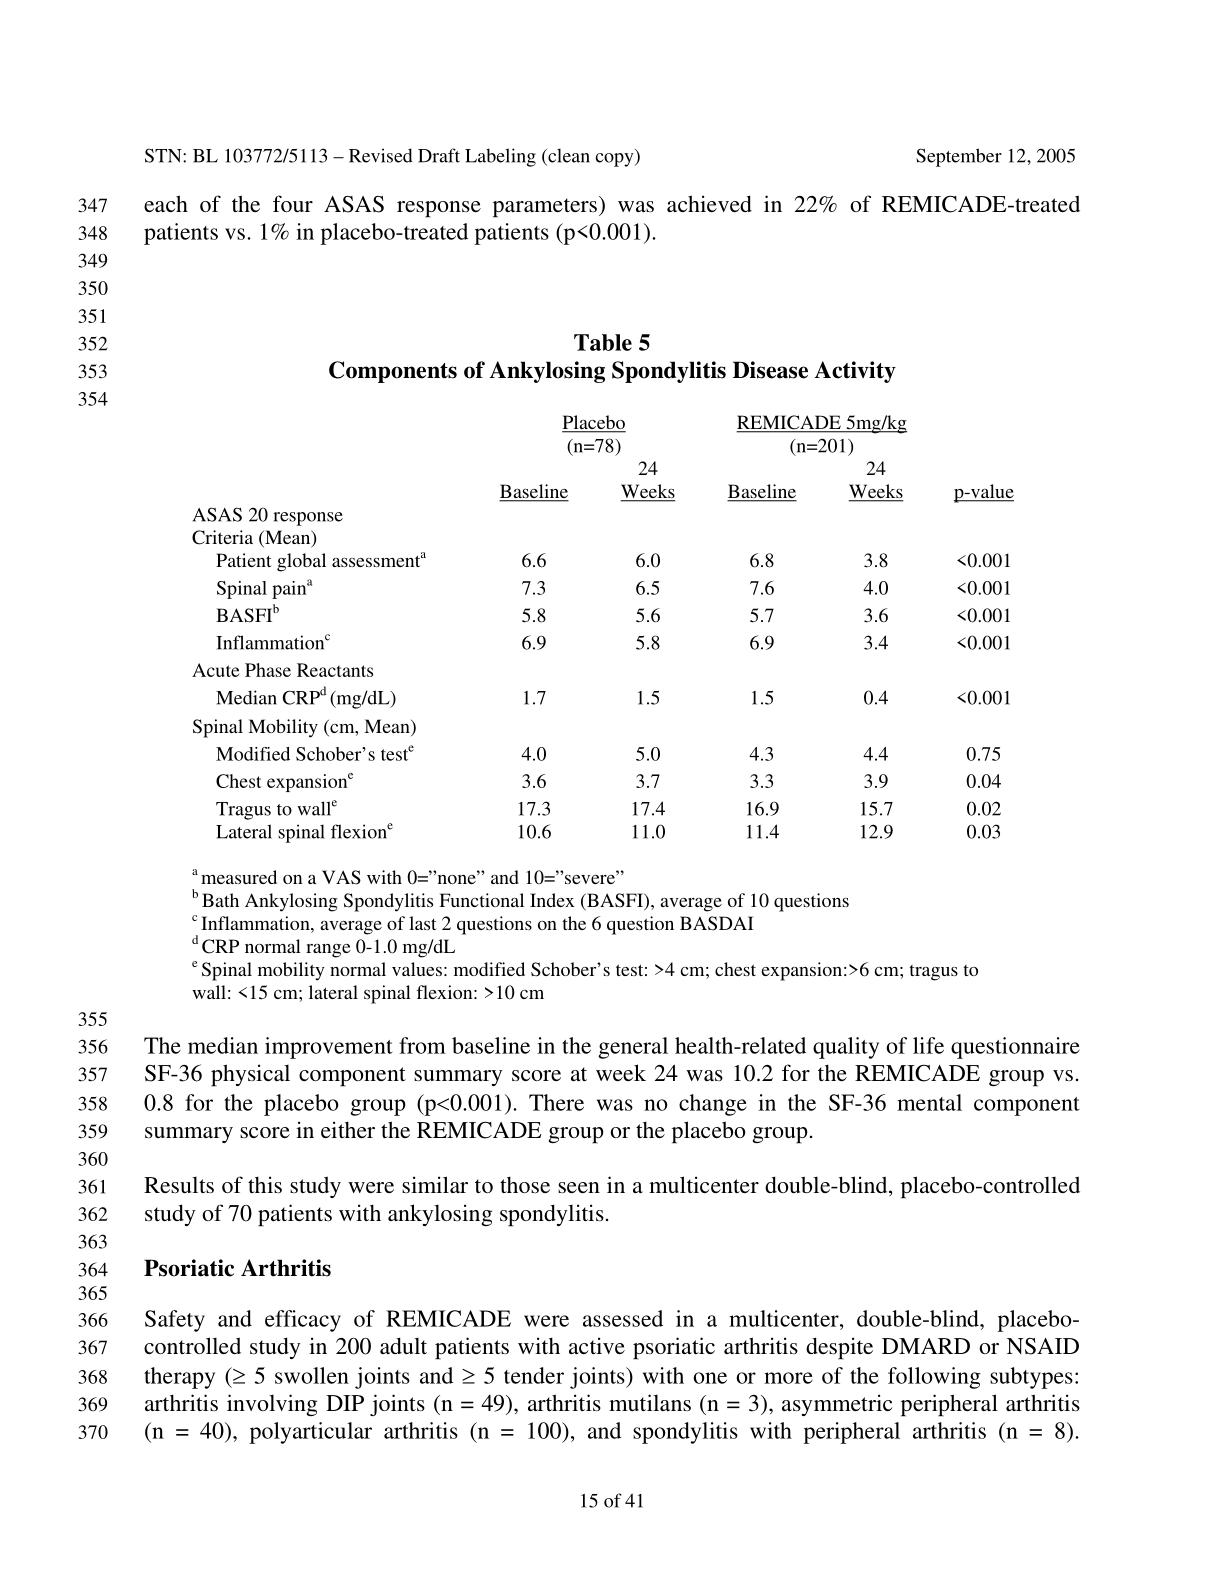 STN: BL 103772/5113 – Revised Draft Labeling (clean copy) September 12, 2005
347 each of the four ASAS response parameters) was achieved in 22% of REMICADE-treated
348 patients vs. 1% in placebo-treated patients (p<0.001).
349
350
351
352 Table 5
353 Components of Ankylosing Spondylitis Disease Activity
354
Placebo REMICADE 5mg/kg
(n=78) (n=201)
24 24
Baseline Weeks Baseline Weeks p-value
ASAS 20 response
Criteria (Mean)
Patient global assessmentᵃ 6.6 6.0 6.8 3.8 <0.001
Spinal painᵃ 7.3 6.5 7.6 4.0 <0.001
BASFIᵇ 5.8 5.6 5.7 3.6 <0.001
Inflammationᶜ 6.9 5.8 6.9 3.4 <0.001
Acute Phase Reactants
Median CRPᵈ (mg/dL) 1.7 1.5 1.5 0.4 <0.001
Spinal Mobility (cm, Mean)
Modified Schober’s testᵉ 4.0 5.0 4.3 4.4 0.75
Chest expansionᵉ 3.6 3.7 3.3 3.9 0.04
Tragus to wallᵉ 17.3 17.4 16.9 15.7 0.02
Lateral spinal flexionᵉ 10.6 11.0 11.4 12.9 0.03
ᵃ measured on a VAS with 0=”none” and 10=”severe”
ᵇ Bath Ankylosing Spondylitis Functional Index (BASFI), average of 10 questions
ᶜ Inflammation, average of last 2 questions on the 6 question BASDAI
ᵈ CRP normal range 0-1.0 mg/dL
ᵉ Spinal mobility normal values: modified Schober’s test: >4 cm; chest expansion:>6 cm; tragus to
wall: <15 cm; lateral spinal flexion: >10 cm
355
356 The median improvement from baseline in the general health-related quality of life questionnaire
357 SF-36 physical component summary score at week 24 was 10.2 for the REMICADE group vs.
358 0.8 for the placebo group (p<0.001). There was no change in the SF-36 mental component
359 summary score in either the REMICADE group or the placebo group.
360
361 Results of this study were similar to those seen in a multicenter double-blind, placebo-controlled
362 study of 70 patients with ankylosing spondylitis.
363
364 Psoriatic Arthritis
365
366 Safety and efficacy of REMICADE were assessed in a multicenter, double-blind, placebo-
367 controlled study in 200 adult patients with active psoriatic arthritis despite DMARD or NSAID
368 therapy (≥ 5 swollen joints and ≥ 5 tender joints) with one or more of the following subtypes:
369 arthritis involving DIP joints (n = 49), arthritis mutilans (n = 3), asymmetric peripheral arthritis
370 (n = 40), polyarticular arthritis (n = 100), and spondylitis with peripheral arthritis (n = 8).
15 of 41